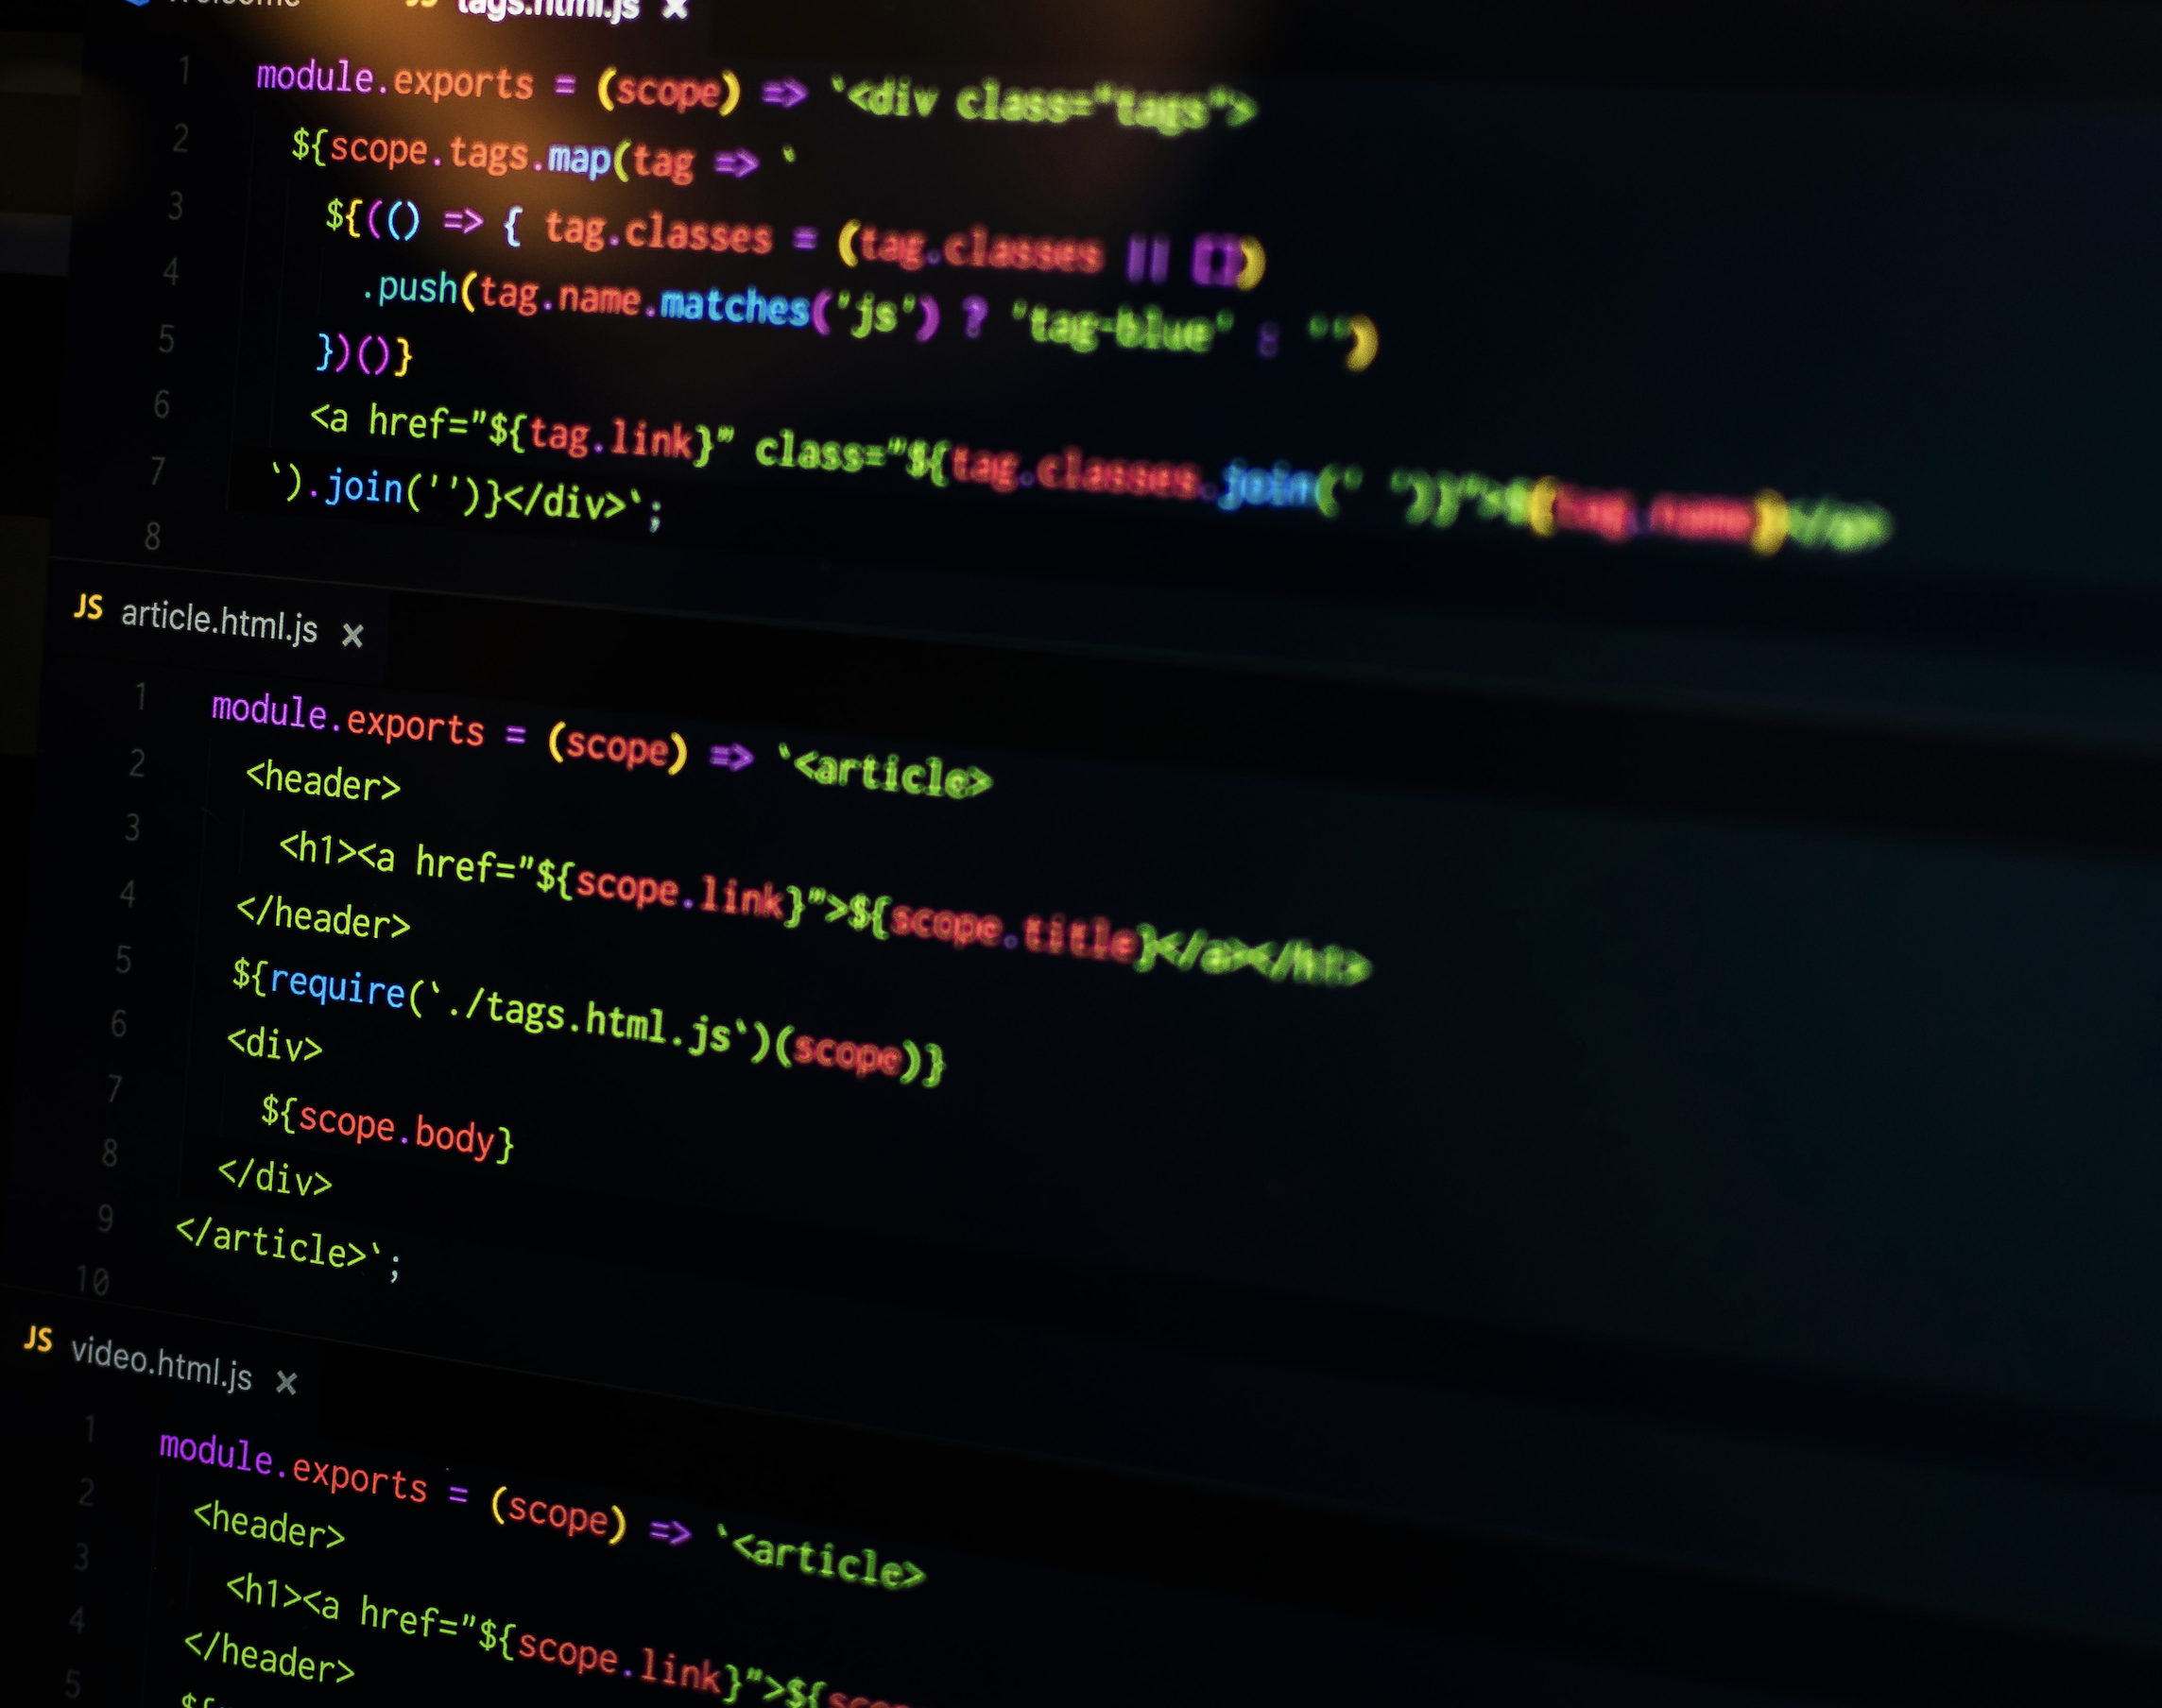 Welcome JS tags.html.js ×
1 module.exports = (scope) => `<div class="tags">
2 ${scope.tags.map(tag => `
3 ${(() => { tag.classes = (tag.classes || [])
4 .push(tag.name.matches('js') ? 'tag-blue' : '')
5 })()}
6 <a href="${tag.link}" class="${tag.classes.join(' ')}">${tag.name}</a>
7 `).join('')}</div>`;
8
JS article.html.js ×
1 module.exports = (scope) => `<article>
2 <header>
3 <h1><a href="${scope.link}">${scope.title}</a></h1>
4 </header>
5 ${require(`./tags.html.js`)(scope)}
6 <div>
7 ${scope.body}
8 </div>
9 </article>`;
10
JS video.html.js ×
1 module.exports = (scope) => `<article>
2 <header>
3 <h1><a href="${scope.link}">${
4 </header>
5 ${